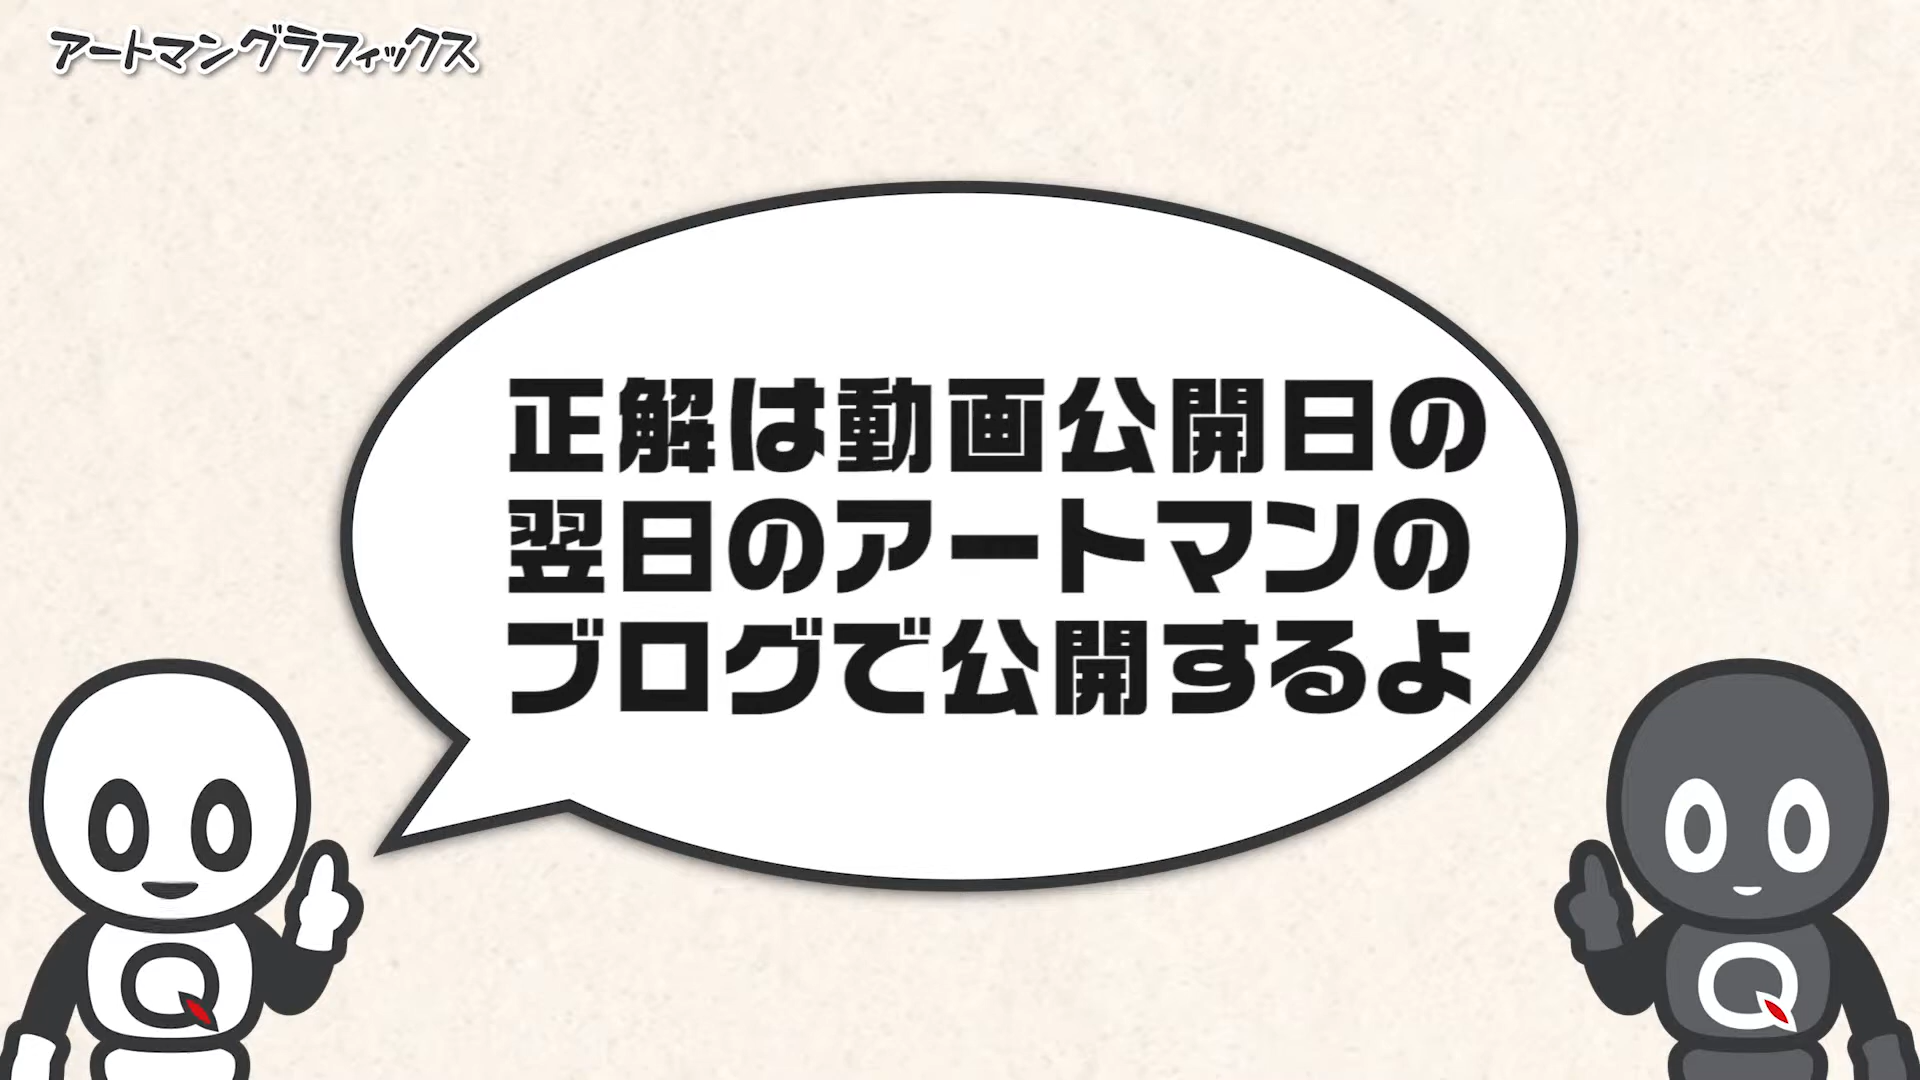 アートマングラフィックス
正解は動画公開日の
翌日のアートマンの
ブログで公開するよ
Q
Q